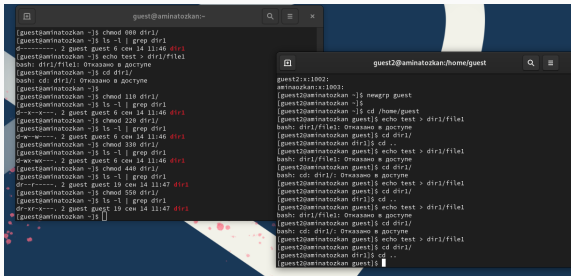 guest@aminatozkan:~
[guest@aminatozkan ~]$ chmod 000 dir1/
[guest@aminatozkan ~]$ ls -l | grep dir1
d---------. 2 guest guest 6 сен 14 11:46 dir1
[guest@aminatozkan ~]$ echo test > dir1/file1
bash: dir1/file1: Отказано в доступе
[guest@aminatozkan ~]$ cd dir1/
bash: cd: dir1/: Отказано в доступе
[guest@aminatozkan ~]$
[guest@aminatozkan ~]$ chmod 110 dir1/
[guest@aminatozkan ~]$ ls -l | grep dir1
d--x--x---. 2 guest guest 6 сен 14 11:46 dir1
[guest@aminatozkan ~]$ chmod 220 dir1/
[guest@aminatozkan ~]$ ls -l | grep dir1
d-w--w----. 2 guest guest 6 сен 14 11:46 dir1
[guest@aminatozkan ~]$ chmod 330 dir1/
[guest@aminatozkan ~]$ ls -l | grep dir1
d-wx-wx---. 2 guest guest 6 сен 14 11:46 dir1
[guest@aminatozkan ~]$ chmod 440 dir1/
[guest@aminatozkan ~]$ ls -l | grep dir1
dr--r-----. 2 guest guest 19 сен 14 11:47 dir1
[guest@aminatozkan ~]$ chmod 550 dir1/
[guest@aminatozkan ~]$ ls -l | grep dir1
dr-xr-x---. 2 guest guest 19 сен 14 11:47 dir1
[guest@aminatozkan ~]$
guest2@aminatozkan:/home/guest
guest2:x:1002:
aminaozkan:x:1003:
[guest2@aminatozkan ~]$ newgrp guest
[guest2@aminatozkan ~]$
[guest2@aminatozkan ~]$ cd /home/guest
[guest2@aminatozkan guest]$ echo test > dir1/file1
bash: dir1/file1: Отказано в доступе
[guest2@aminatozkan guest]$ cd dir1/
[guest2@aminatozkan dir1]$ cd ..
[guest2@aminatozkan guest]$ echo test > dir1/file1
bash: dir1/file1: Отказано в доступе
[guest2@aminatozkan guest]$ cd dir1/
bash: cd: dir1/: Отказано в доступе
[guest2@aminatozkan guest]$ echo test > dir1/file1
[guest2@aminatozkan guest]$ cd dir1/
[guest2@aminatozkan dir1]$ cd ..
[guest2@aminatozkan guest]$ echo test > dir1/file1
bash: dir1/file1: Отказано в доступе
[guest2@aminatozkan guest]$ cd dir1/
bash: cd: dir1/: Отказано в доступе
[guest2@aminatozkan guest]$ echo test > dir1/file1
[guest2@aminatozkan guest]$ cd dir1/
[guest2@aminatozkan dir1]$ cd ..
[guest2@aminatozkan guest]$